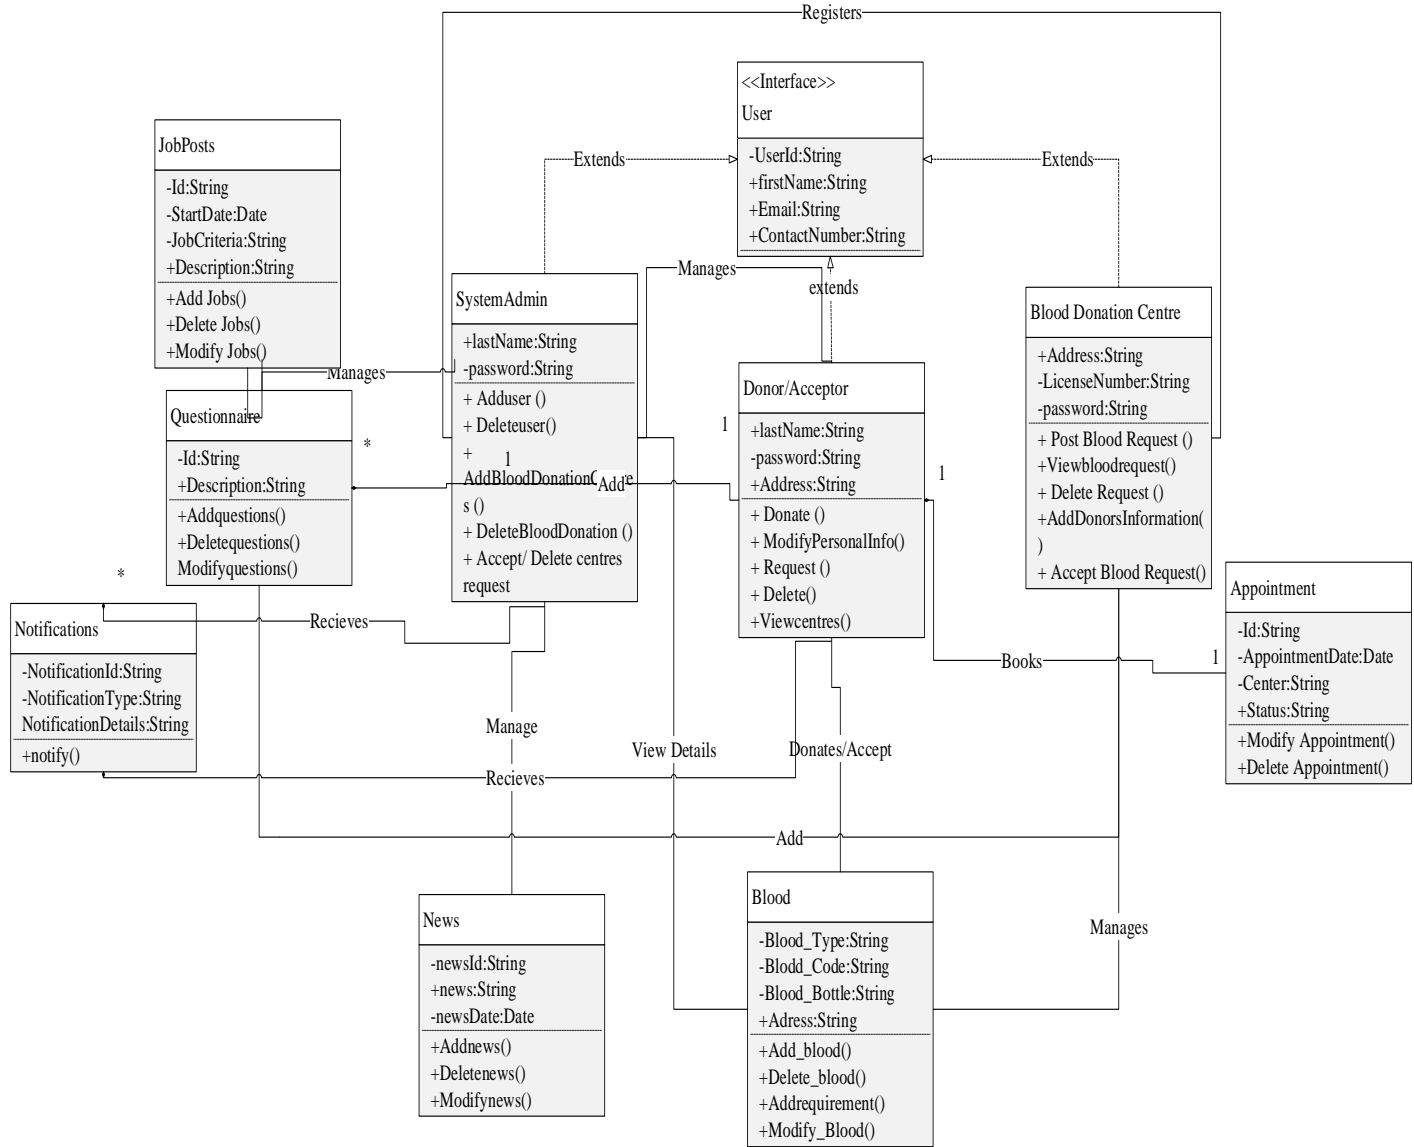 Registers
<<Interface>>
User
-UserId:String
+firstName:String
+Email:String
+ContactNumber:String
Extends
Extends
extends
JobPosts
-Id:String
-StartDate:Date
-JobCriteria:String
+Description:String
+Add Jobs()
+Delete Jobs()
+Modify Jobs()
Manages
Manages
SystemAdmin
+lastName:String
-password:String
+ Adduser ()
+ Deleteuser()
+
s ()
+ DeleteBloodDonation ()
+ Accept/ Delete centres
request
1
Add
Donor/Acceptor
+lastName:String
-password:String
+Address:String
+ Donate ()
+ ModifyPersonalInfo()
+ Request ()
+ Delete()
+Viewcentres()
1
1
Blood Donation Centre
+Address:String
-LicenseNumber:String
-password:String
+ Post Blood Request ()
+Viewbloodrequest()
+ Delete Request ()
+AddDonorsInformation(
)
+ Accept Blood Request()
Questionnaire
-Id:String
+Description:String
+Addquestions()
+Deletequestions()
Modifyquestions()
*
*
Notifications
-NotificationId:String
-NotificationType:String
NotificationDetails:String
+notify()
Recieves
Recieves
Manage
View Details
Donates/Accept
Books
1
Appointment
-Id:String
-AppointmentDate:Date
-Center:String
+Status:String
+Modify Appointment()
+Delete Appointment()
Add
Manages
News
-newsId:String
+news:String
-newsDate:Date
+Addnews()
+Deletenews()
+Modifynews()
Blood
-Blood_Type:String
-Blodd_Code:String
-Blood_Bottle:String
+Adress:String
+Add_blood()
+Delete_blood()
+Addrequirement()
+Modify_Blood()